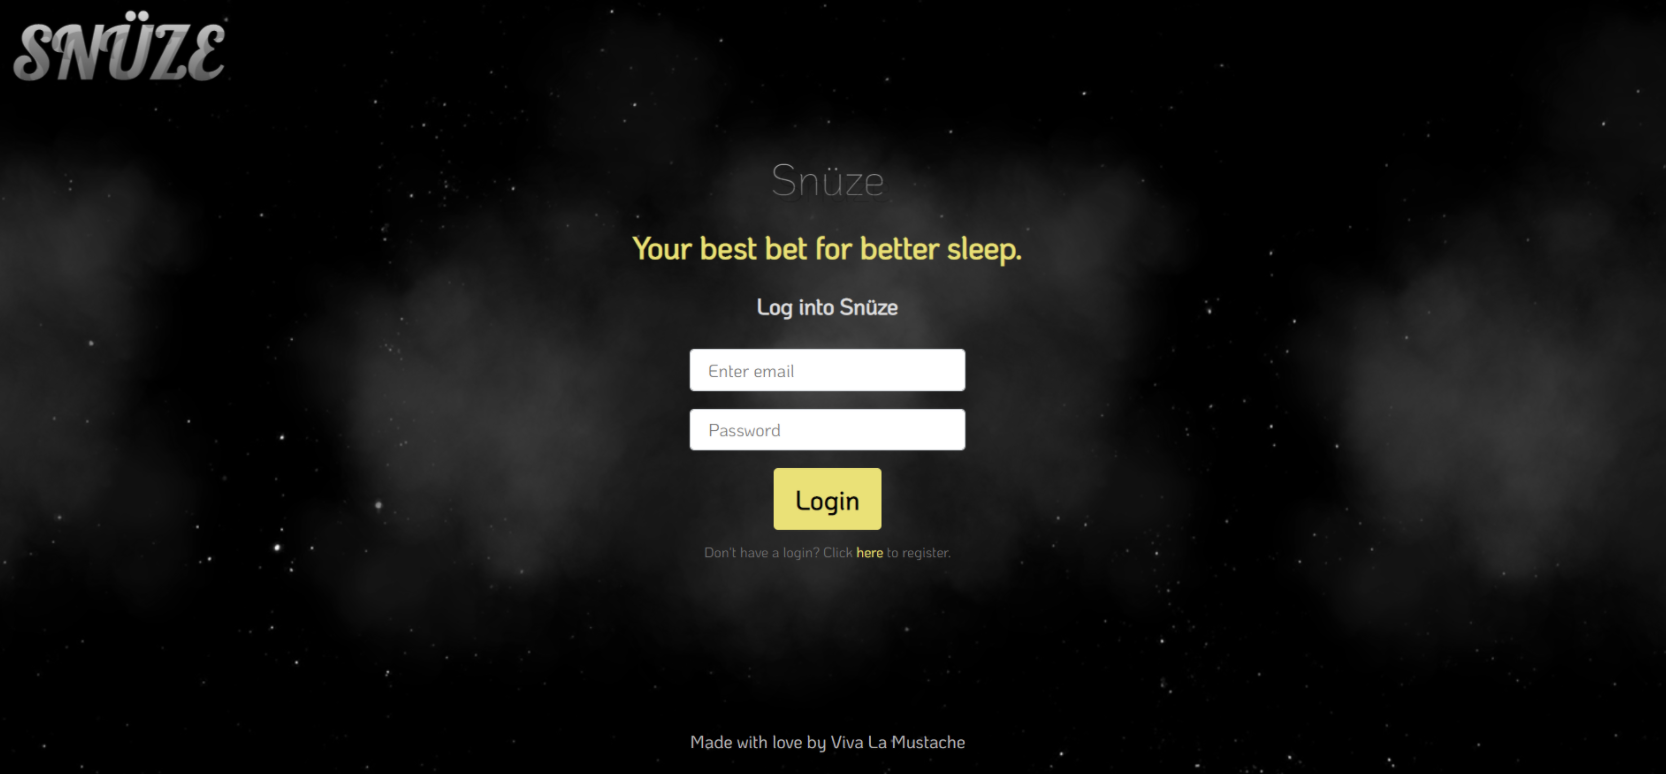 SNÜZE
Snüze
Your best bet for better sleep.
Log into Snüze
Enter email
Password
Login
Don't have a login? Click here to register.
Made with love by Viva La Mustache